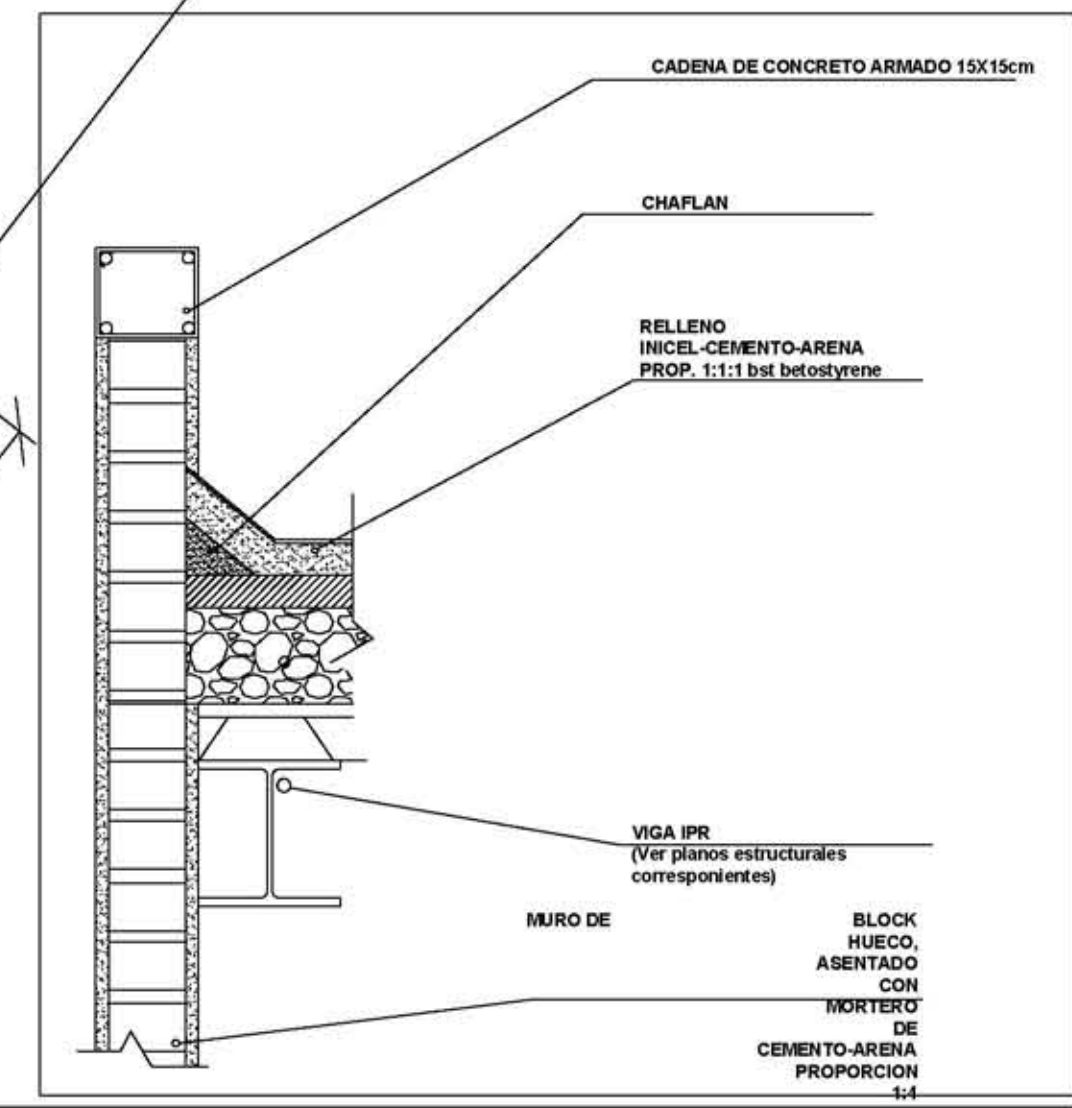 CADENA DE CONCRETO ARMADO 15X15cm
CHAFLAN
RELLENO
INICEL-CEMENTO-ARENA
PROP. 1:1:1 bst betostyrene
VIGA IPR
(Ver planos estructurales
corresponientes)
MURO DE BLOCK
HUECO,
ASENTADO
CON
MORTERO
DE
CEMENTO-ARENA
PROPORCION
1:4